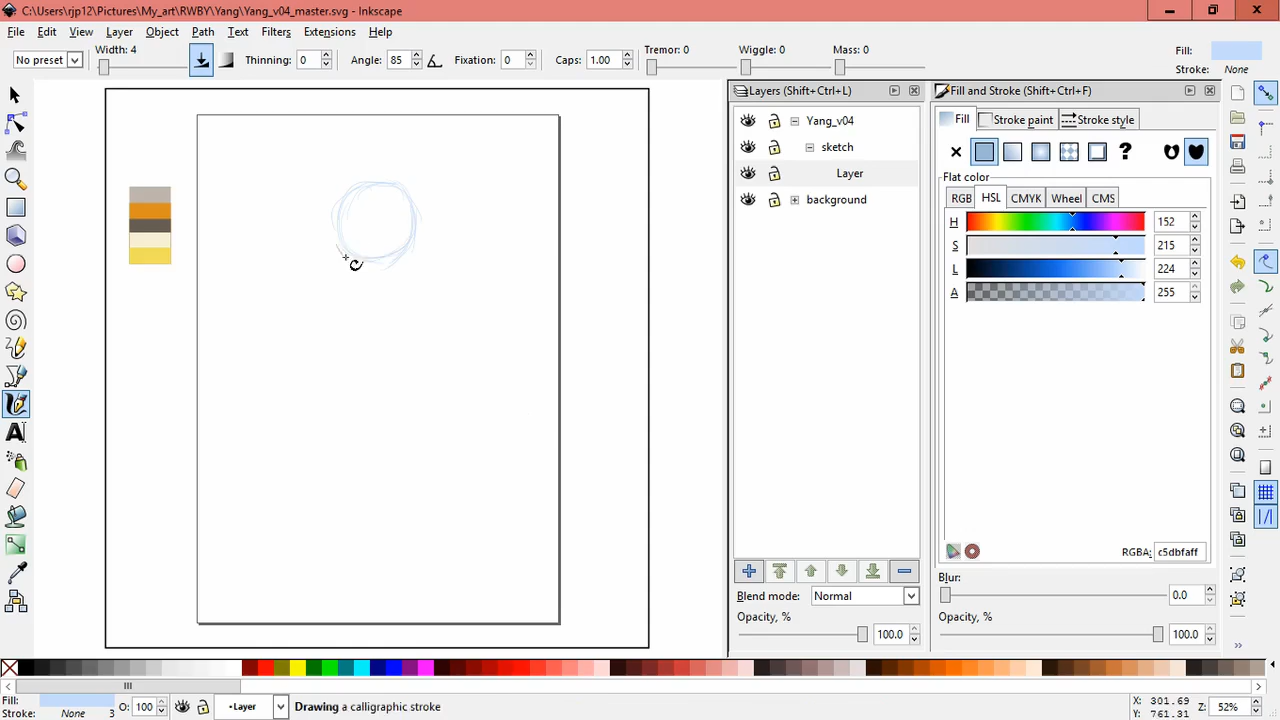 C:\Users\rjp12\Pictures\My_art\RWBY\Yang\Yang_v04_master.svg - Inkscape
File Edit View Layer Object Path Text Filters Extensions Help
No preset Width: 4 Thinning: 0 Angle: 85 Fixation: 0 Caps: 1.00 Tremor: 0 Wiggle: 0 Mass: 0 Fill:
Stroke: None
Layers (Shift+Ctrl+L)
Yang_v04
sketch
Layer
background
Blend mode: Normal
Opacity, %
100.0
Fill and Stroke (Shift+Ctrl+F)
Fill Stroke paint Stroke style
?
Flat color
RGB HSL CMYK Wheel CMS
H 152
S 215
L 224
A 255
RGBA: c5dbfaff
Blur:
0.0
Opacity, %
100.0
Fill:
Stroke: None 3
O: 100
•Layer
Drawing a calligraphic stroke
X: 301.69
Y: 761.31
Z: 52%